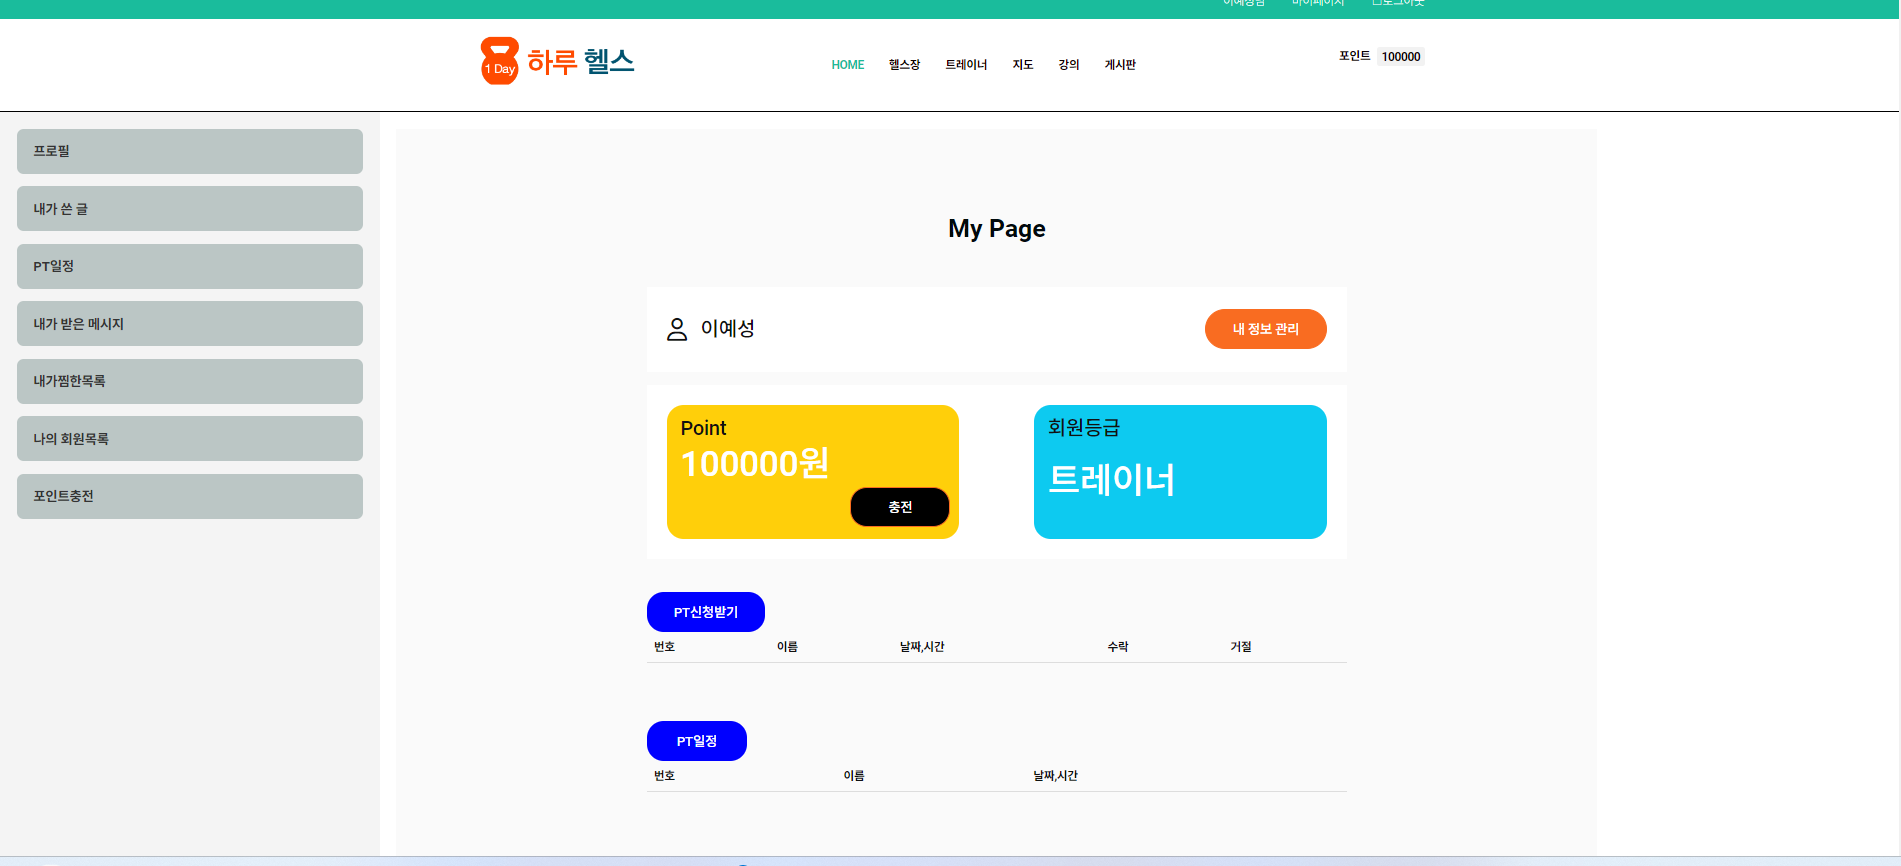 1 Day 하루 헬스
HOME 헬스장 트레이너 지도 강의 게시판
포인트 100000
프로필
내가 쓴 글
PT일정
내가 받은 메시지
내가찜한목록
나의 회원목록
포인트충전
My Page
이예성
내 정보 관리
Point
100000원
충전
회원등급
트레이너
PT신청받기
번호 이름 날짜,시간 수락 거절
PT일정
번호 이름 날짜,시간